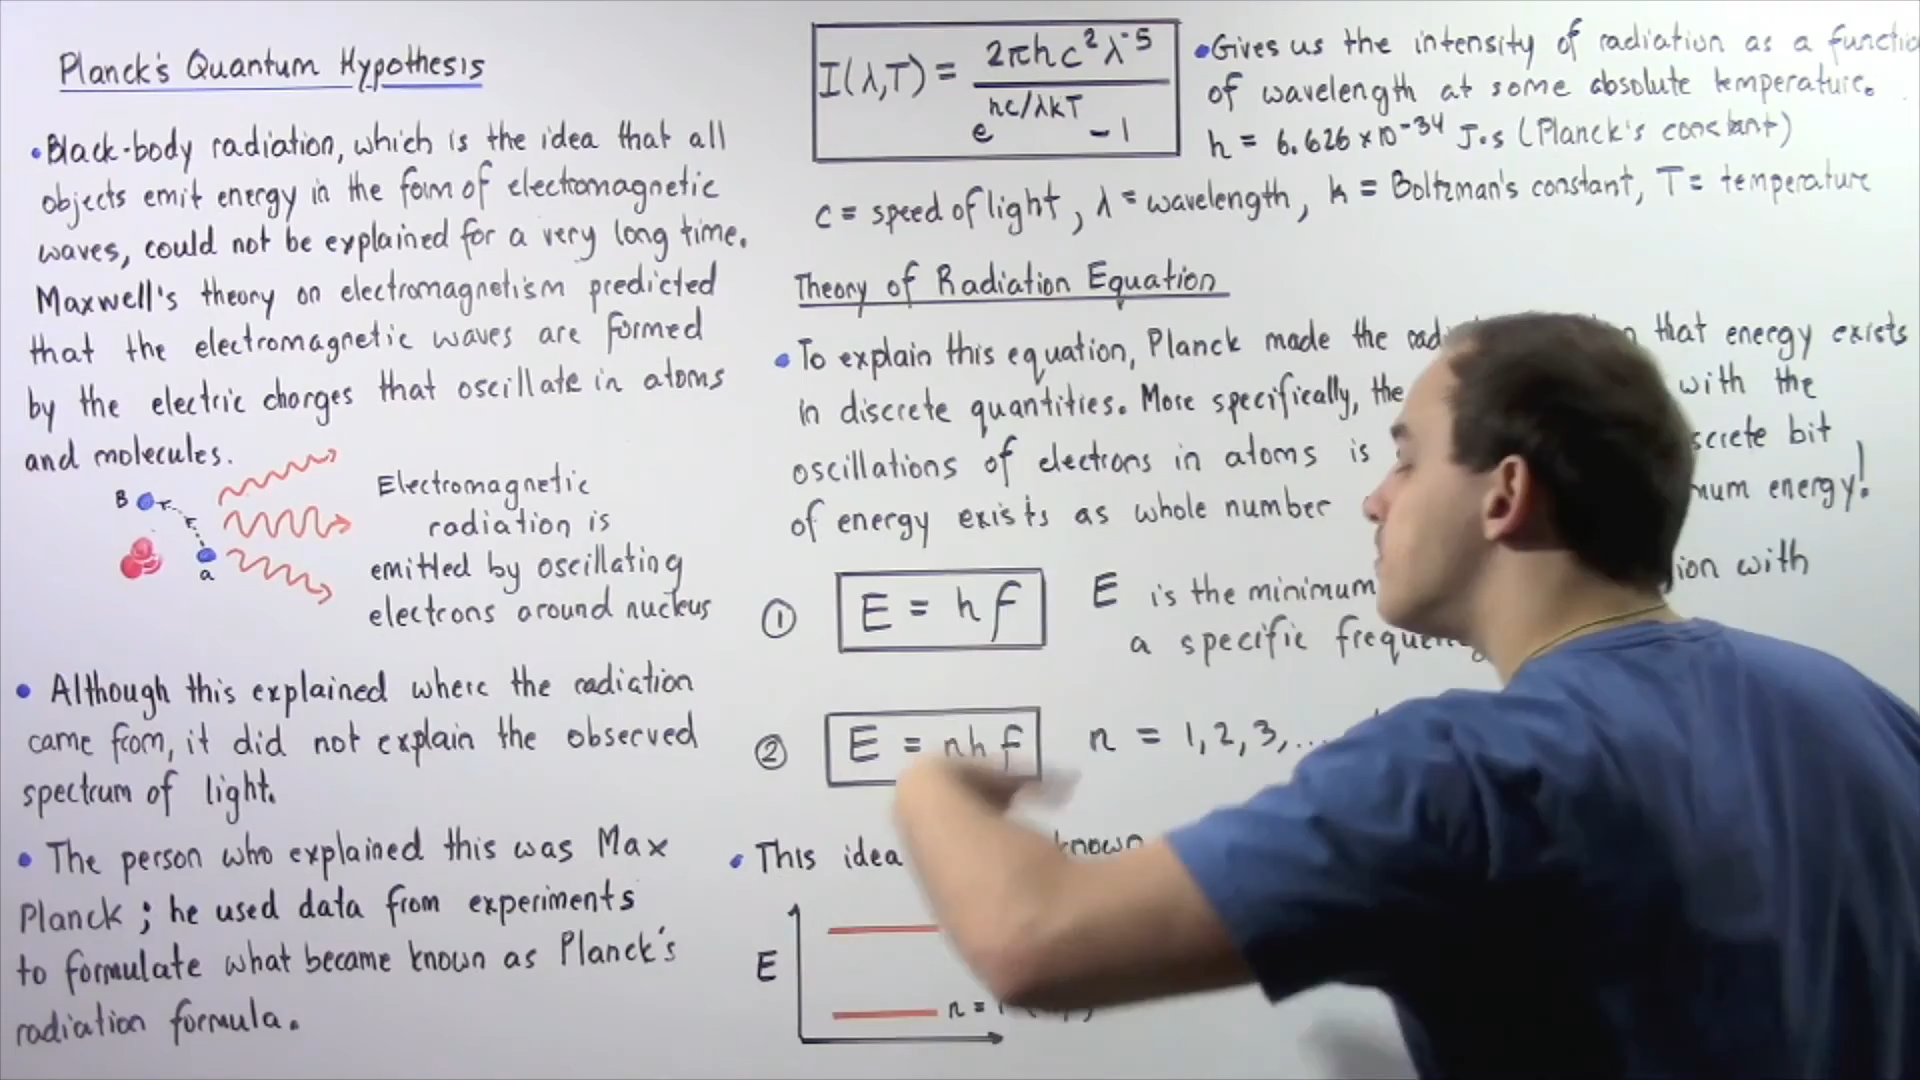 Planck's Quantum Hypothesis
•Black-body radiation, which is the idea that all
objects emit energy in the form of electromagnetic
waves, could not be explained for a very long time.
Maxwell's theory on electromagnetism predicted
that the electromagnetic waves are formed
by the electric charges that oscillate in atoms
and molecules.
B
a
Electromagnetic
radiation is
emitted by oscillating
electrons around nucleus
• Although this explained where the radiation
came from, it did not explain the observed
spectrum of light.
• The person who explained this was Max
Planck; he used data from experiments
to formulate what became known as Planck's
radiation formula.
I(λ,T) = 2πhc²λ⁻⁵ / e^hc/λkT - 1
•Gives us the intensity of radiation as a functio
of wavelength at some absolute temperature.
h = 6.626 × 10⁻³⁴ J·s (Planck's constant)
c = speed of light, λ = wavelength, k = Boltzman's constant, T = temperature
Theory of Radiation Equation
• To explain this equation, Planck made the that energy exists
in discrete quantities. More specifically, the with the
oscillations of electrons in atoms is bit
of energy exists as whole number energy!
① E = hf
E is the minimum with
a specific
② E = nhf n = 1, 2, 3, ...
• This idea known
E
n =